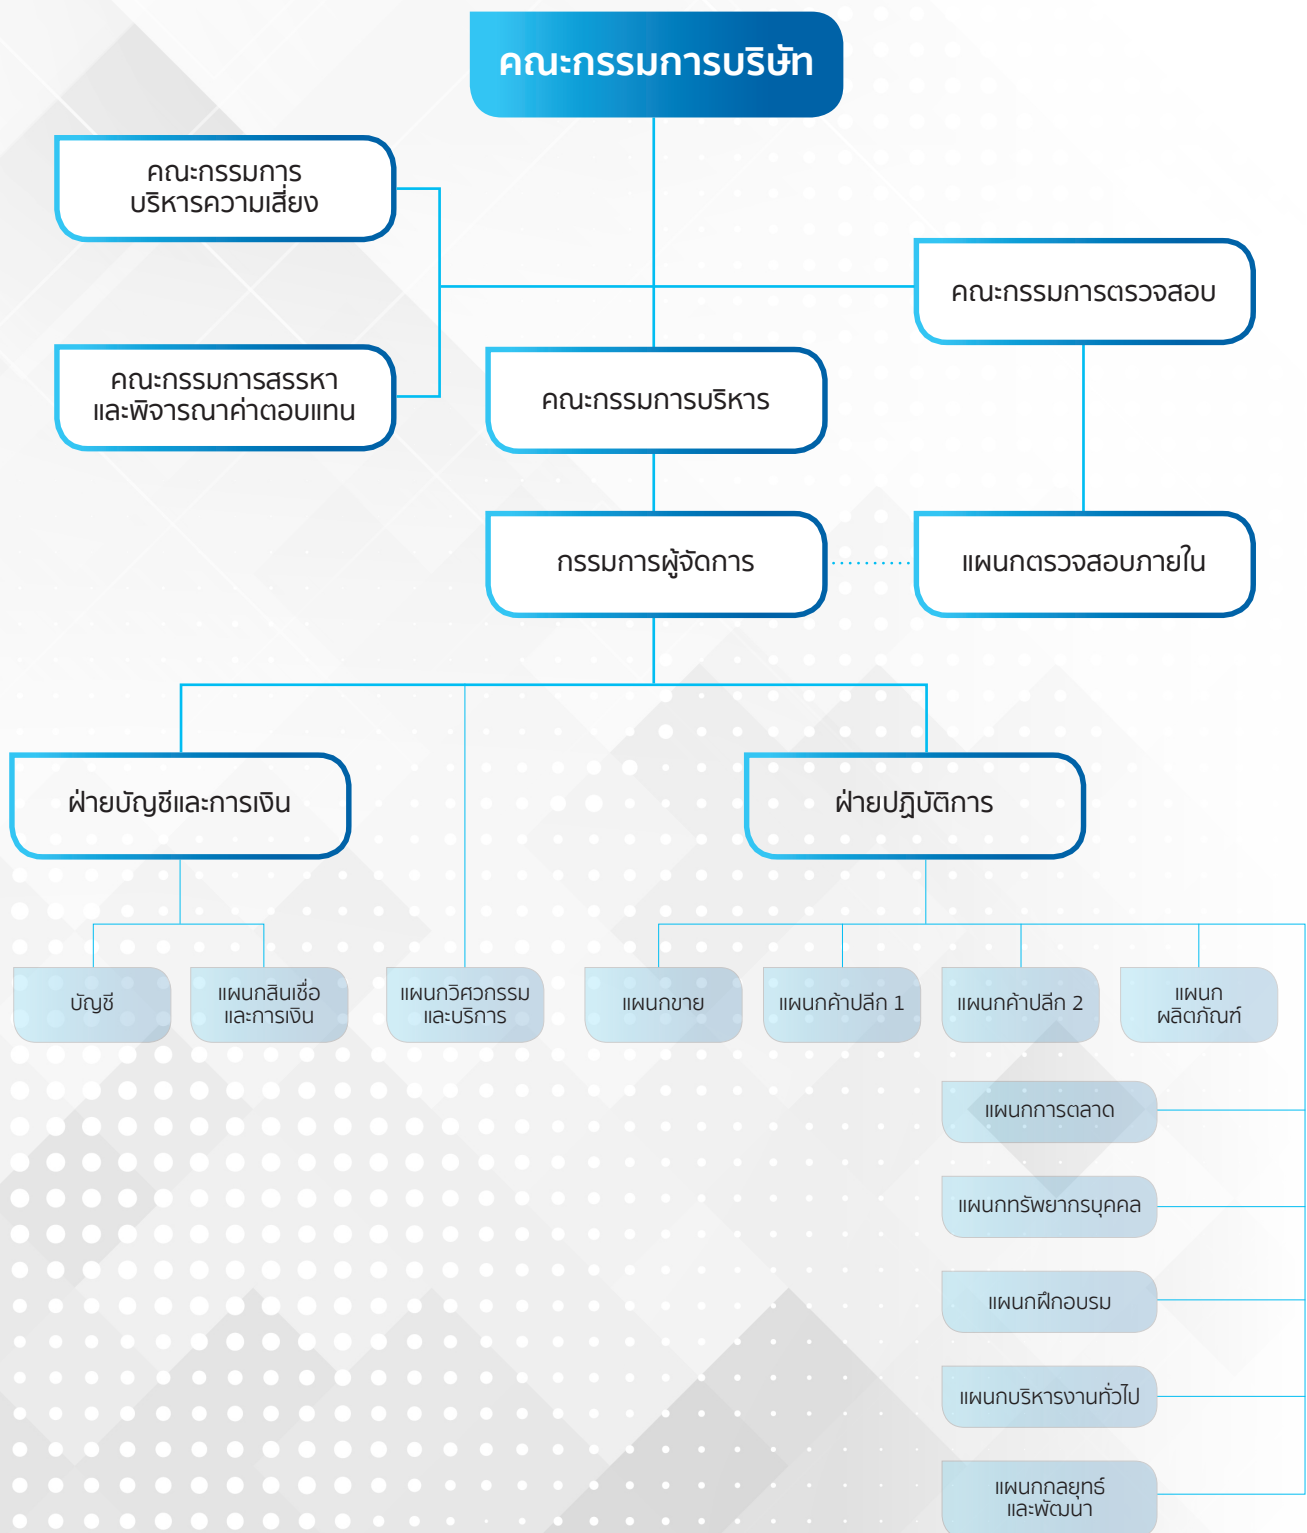 คณะกรรมการบริษัท
คณะกรรมการ
บริหารความเสี่ยง
คณะกรรมการตรวจสอบ
คณะกรรมการสรรหา
และพิจารณาค่าตอบแทน
คณะกรรมการบริหาร
กรรมการผู้จัดการ
แผนกตรวจสอบภายใน
ฝ่ายบัญชีและการเงิน
ฝ่ายปฏิบัติการ
บัญชี
แผนกสินเชื่อ
และการเงิน
แผนกวิศวกรรม
และบริการ
แผนกขาย
แผนกค้าปลีก 1
แผนกค้าปลีก 2
แผนก
ผลิตภัณฑ์
แผนกการตลาด
แผนกทรัพยากรบุคคล
แผนกฝึกอบรม
แผนกบริหารงานทั่วไป
แผนกกลยุทธ์
และพัฒนา